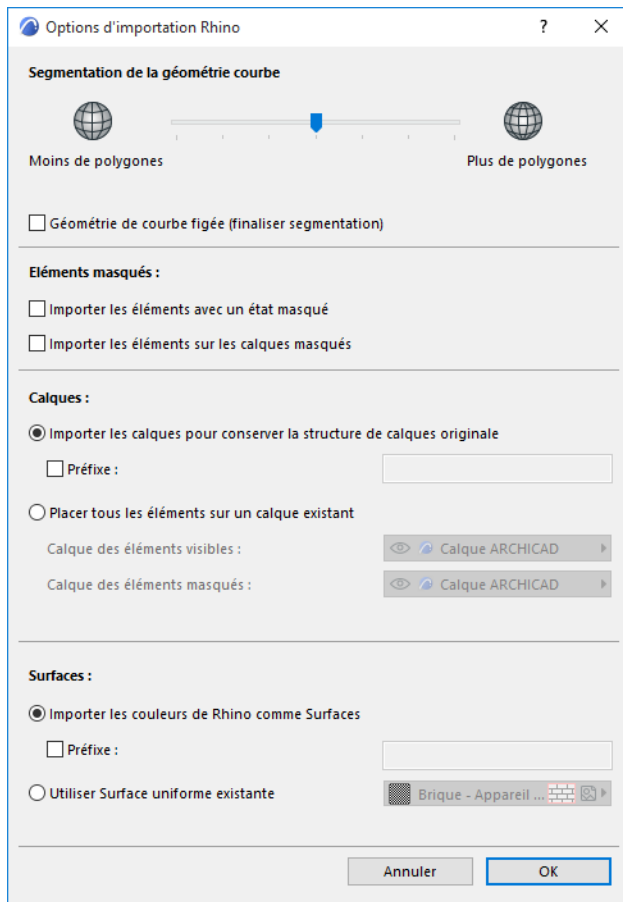 Options d'importation Rhino
?
Segmentation de la géométrie courbe
Moins de polygones
Plus de polygones
Géométrie de courbe figée (finaliser segmentation)
Eléments masqués :
Importer les éléments avec un état masqué
Importer les éléments sur les calques masqués
Calques :
Importer les calques pour conserver la structure de calques originale
Préfixe :
Placer tous les éléments sur un calque existant
Calque des éléments visibles : Calque ARCHICAD
Calque des éléments masqués : Calque ARCHICAD
Surfaces :
Importer les couleurs de Rhino comme Surfaces
Préfixe :
Utiliser Surface uniforme existante Brique - Appareil ...
Annuler OK